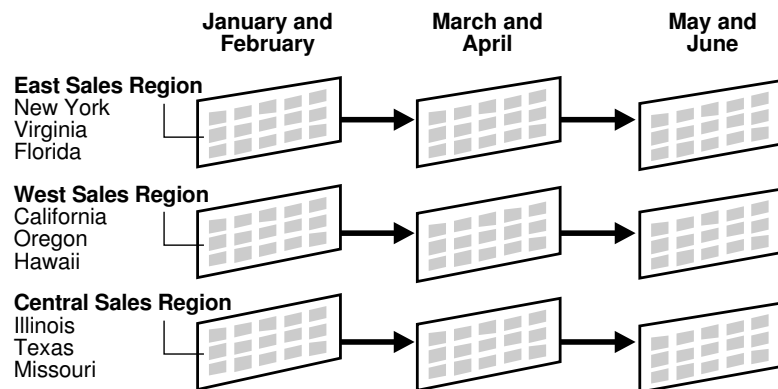 January and
February
March and
April
May and
June
East Sales Region
New York
Virginia
Florida
West Sales Region
California
Oregon
Hawaii
Central Sales Region
Illinois
Texas
Missouri